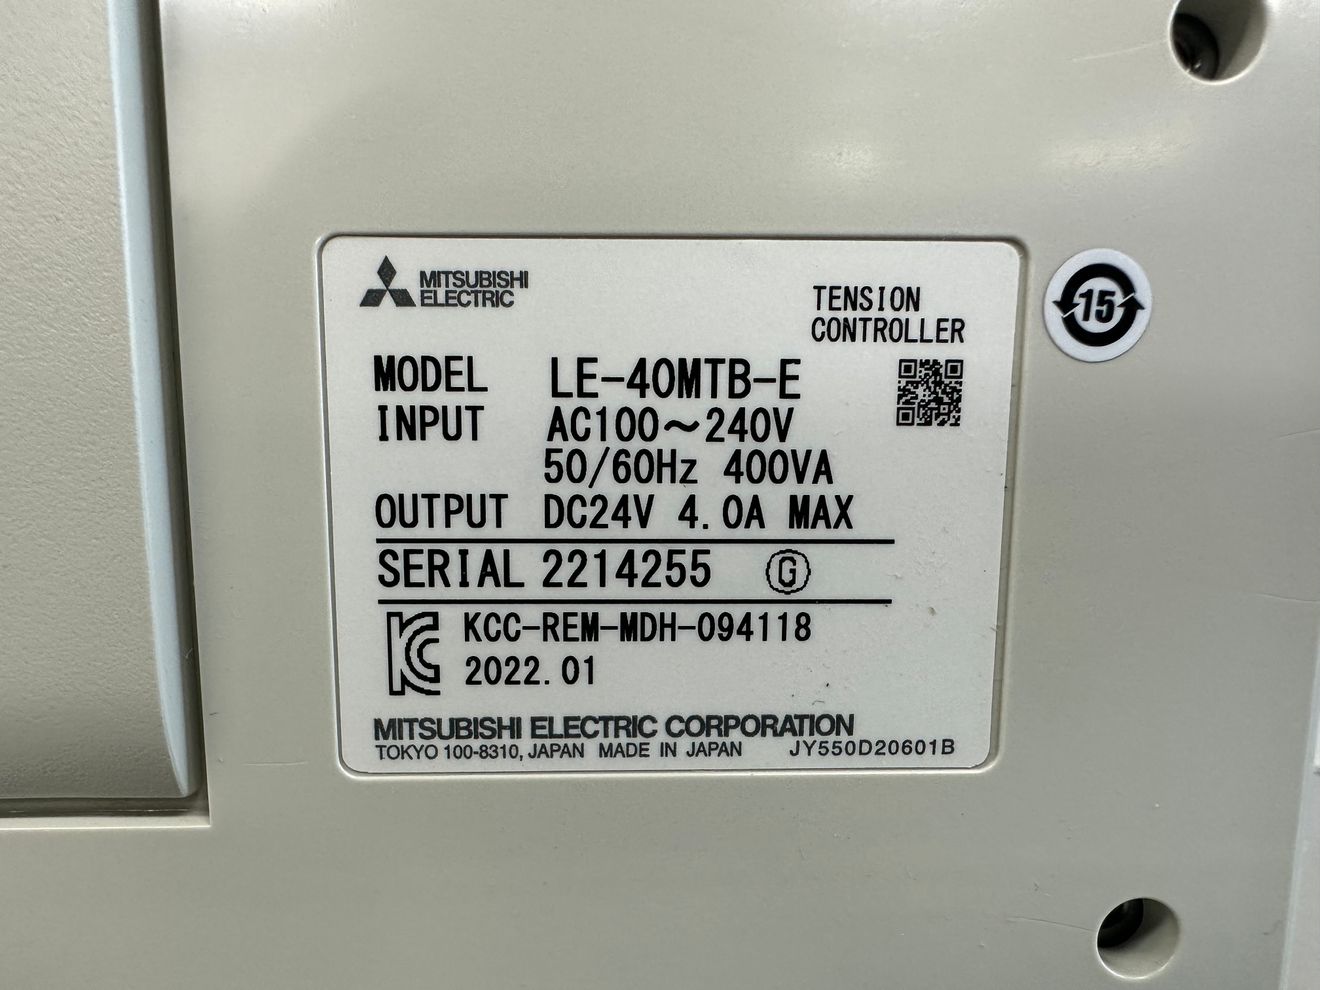 MITSUBISHI
ELECTRIC
TENSION
CONTROLLER
15
MODEL LE-40MTB-E
INPUT AC100～240V
50/60Hz 400VA
OUTPUT DC24V 4.0A MAX
SERIAL 2214255 G
KC KCC-REM-MDH-094118
2022.01
MITSUBISHI ELECTRIC CORPORATION
TOKYO 100-8310, JAPAN MADE IN JAPAN JY550D20601B